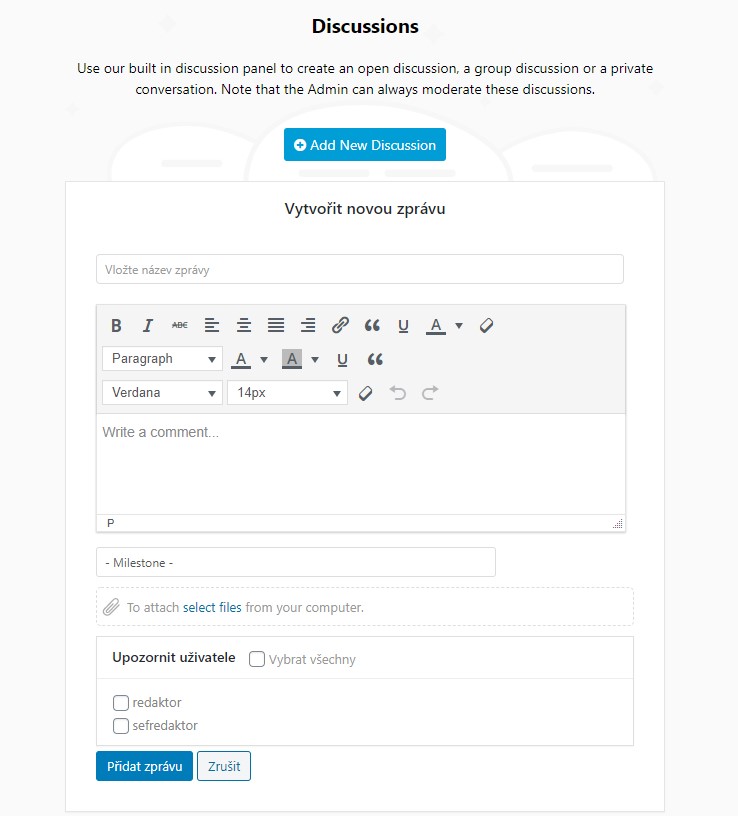 Discussions
Use our built in discussion panel to create an open discussion, a group discussion or a private
conversation. Note that the Admin can always moderate these discussions.
Add New Discussion
Vytvořit novou zprávu
Vložte název zprávy
B I ABC U A
Paragraph A A U
Verdana 14px
Write a comment...
P
- Milestone -
To attach select files from your computer.
Upozornit uživatele Vybrat všechny
redaktor
sefredaktor
Přidat zprávu Zrušit